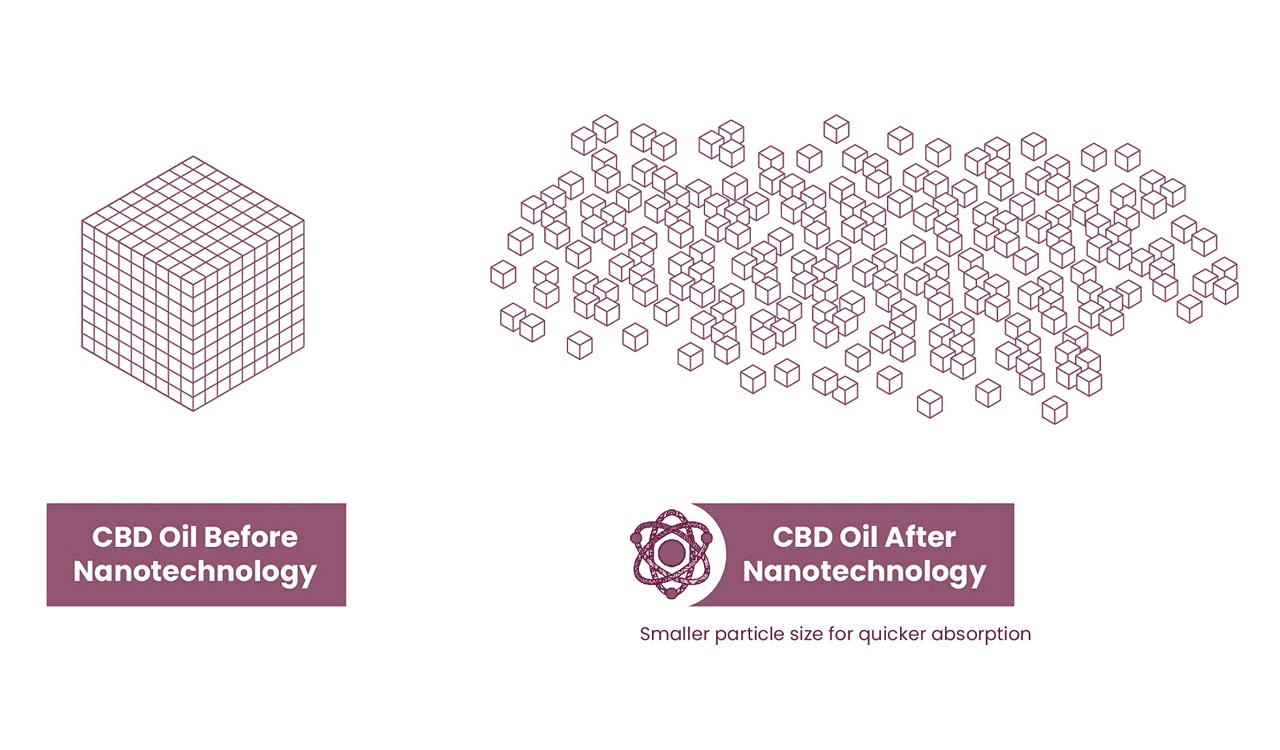 CBD Oil Before
Nanotechnology
CBD Oil After
Nanotechnology
Smaller particle size for quicker absorption